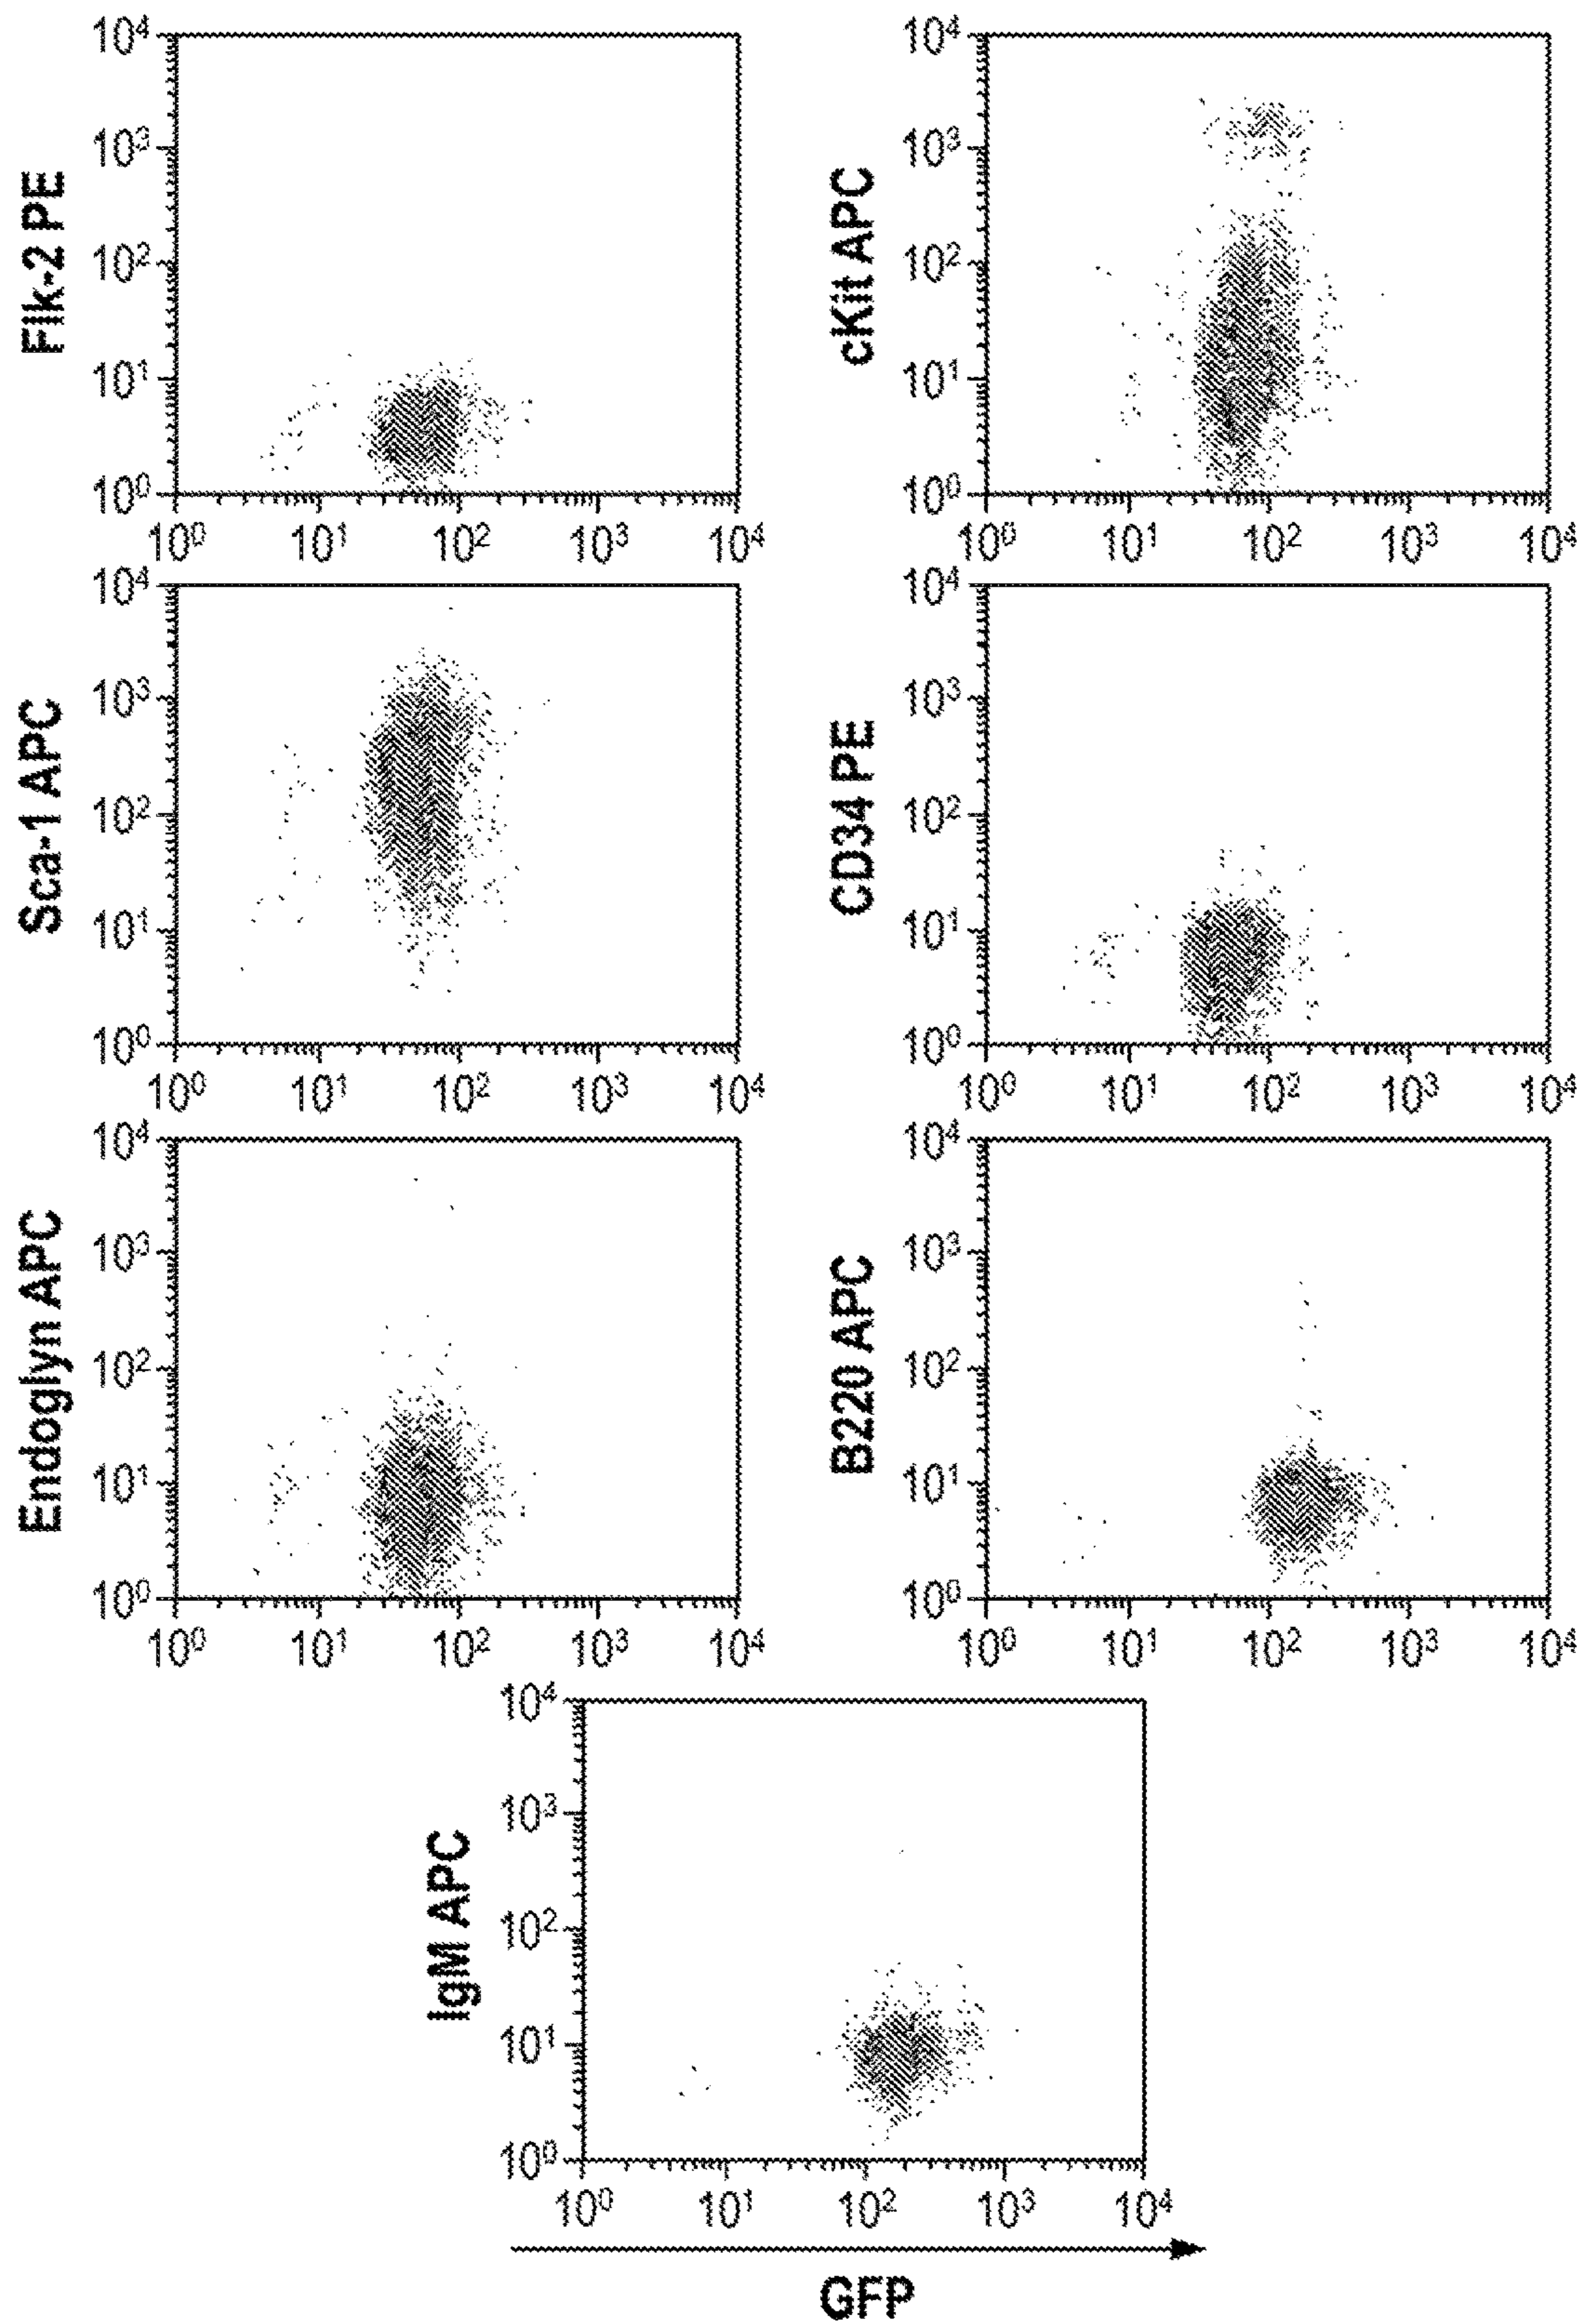 10⁴
10³
10²
10¹
10⁰
Flk-2 PE
10⁰ 10¹ 10² 10³ 10⁴
10⁴
10³
10²
10¹
10⁰
cKit APC
10⁰ 10¹ 10² 10³ 10⁴
10⁴
10³
10²
10¹
10⁰
Sca-1 APC
10⁰ 10¹ 10² 10³ 10⁴
10⁴
10³
10²
10¹
10⁰
CD34 PE
10⁰ 10¹ 10² 10³ 10⁴
10⁴
10³
10²
10¹
10⁰
Endoglyn APC
10⁰ 10¹ 10² 10³ 10⁴
10⁴
10³
10²
10¹
10⁰
B220 APC
10⁰ 10¹ 10² 10³ 10⁴
10⁴
10³
10²
10¹
10⁰
IgM APC
10⁰ 10¹ 10² 10³ 10⁴
GFP